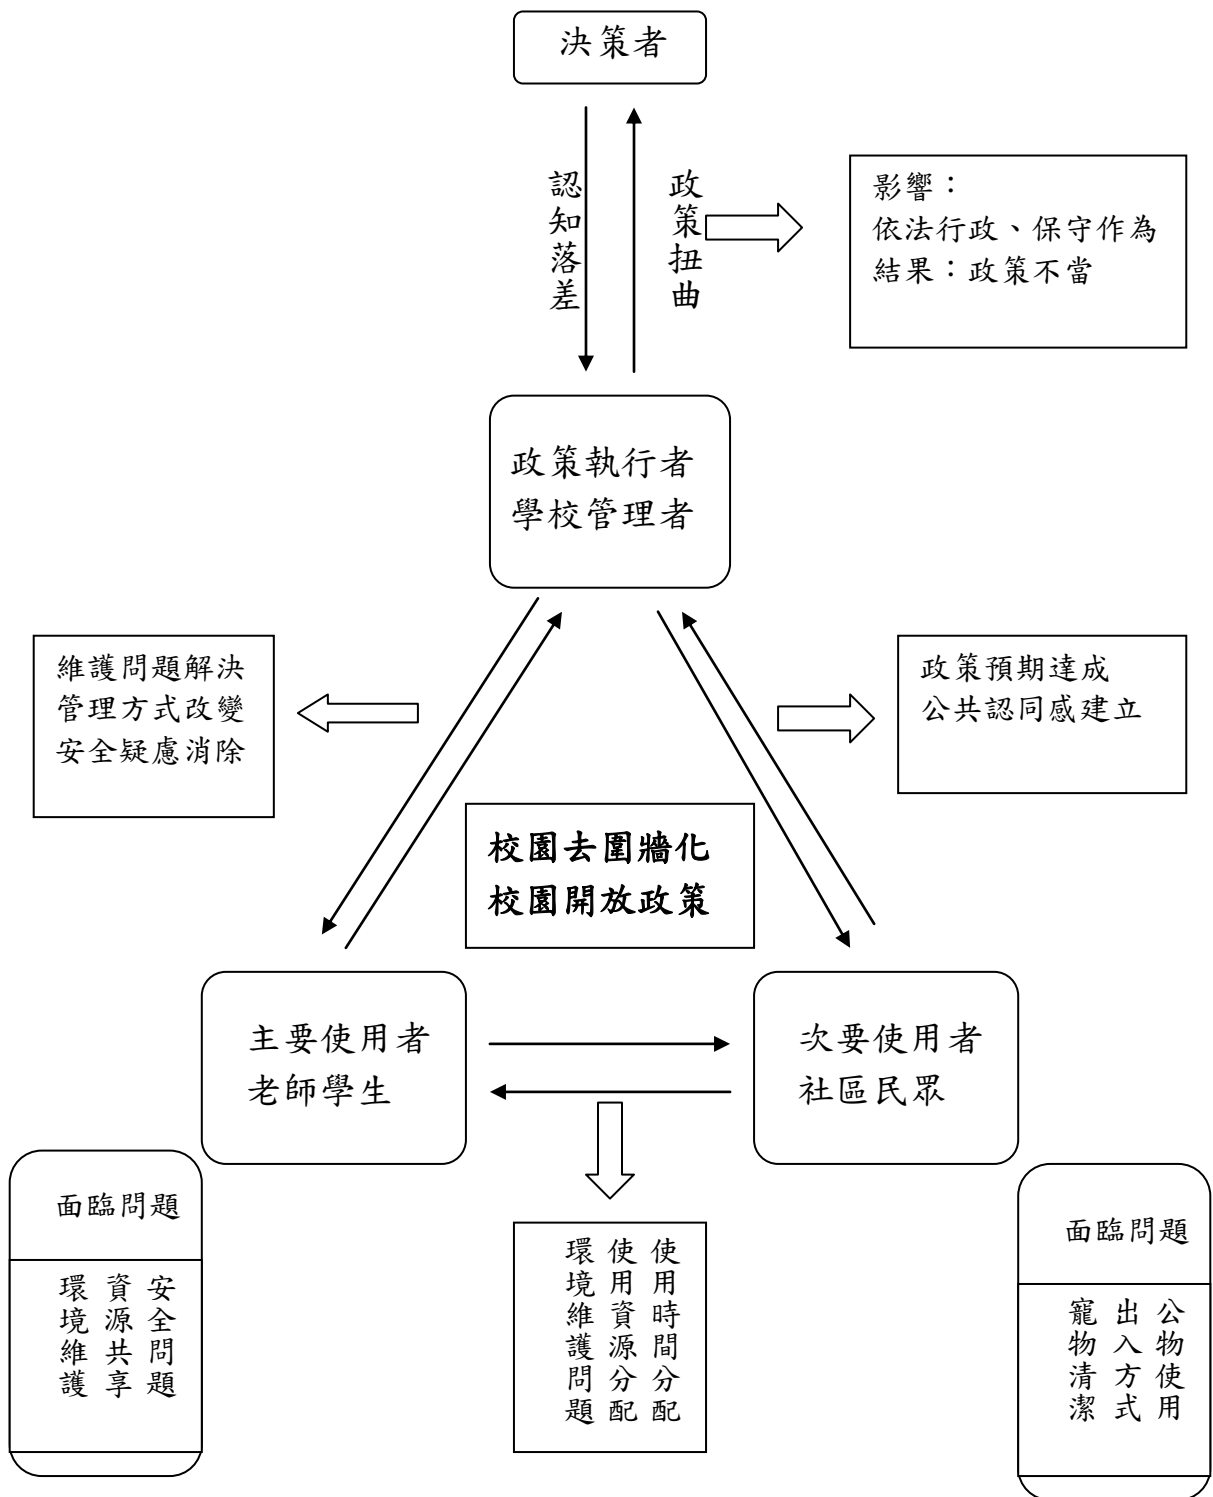 決策者
認知落差
政策扭曲
影響：
依法行政、保守作為
結果：政策不當
政策執行者
學校管理者
維護問題解決
管理方式改變
安全疑慮消除
政策預期達成
公共認同感建立
校園去圍牆化
校園開放政策
主要使用者
老師學生
次要使用者
社區民眾
面臨問題
安全問題
資源共享
環境維護
使用時間分配
使用資源分配
環境維護問題
面臨問題
公物使用
出入方式
寵物清潔